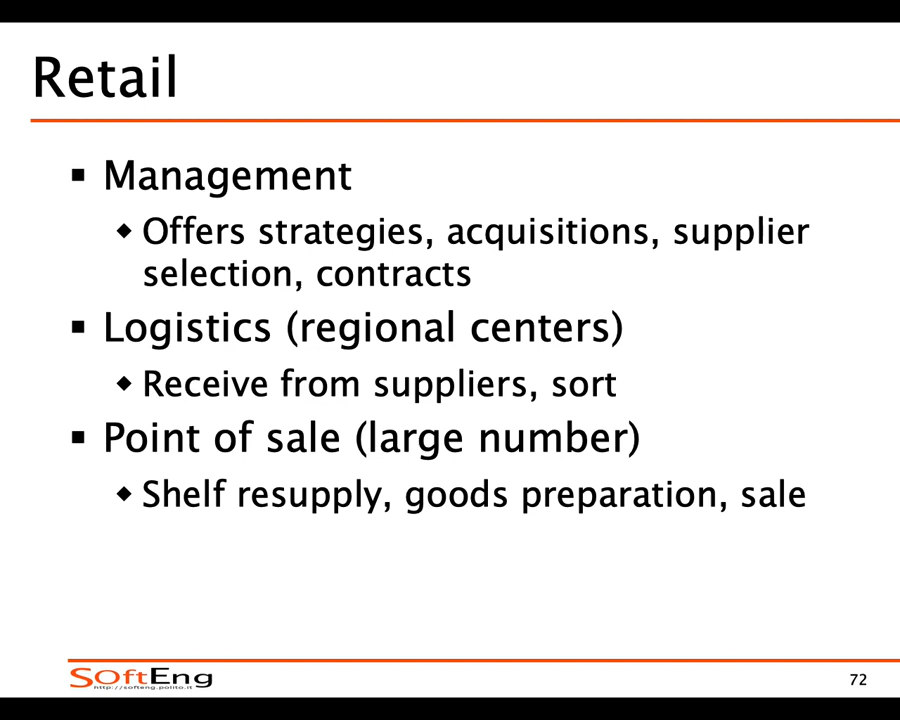 Retail
▪ Management
◆ Offers strategies, acquisitions, supplier
selection, contracts
▪ Logistics (regional centers)
◆ Receive from suppliers, sort
▪ Point of sale (large number)
◆ Shelf resupply, goods preparation, sale
SoftEng
http://softeng.polito.it
72